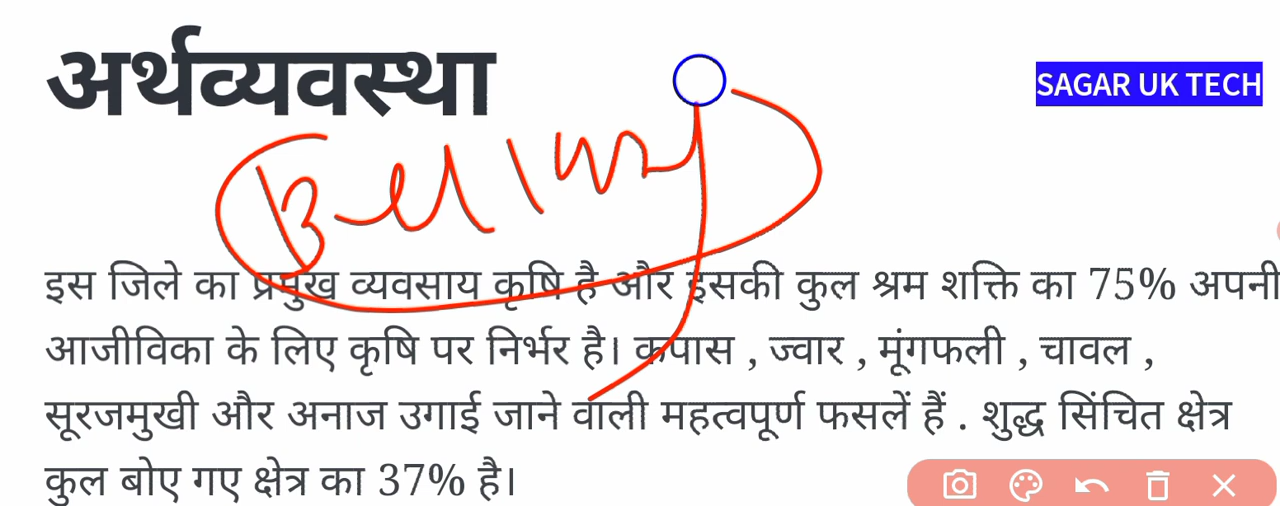 अर्थव्यवस्था
SAGAR UK TECH
Bellary
इस जिले का प्रमुख व्यवसाय कृषि है और इसकी कुल श्रम शक्ति का 75% अपनी
आजीविका के लिए कृषि पर निर्भर है। कपास , ज्वार , मूंगफली , चावल ,
सूरजमुखी और अनाज उगाई जाने वाली महत्वपूर्ण फसलें हैं . शुद्ध सिंचित क्षेत्र
कुल बोए गए क्षेत्र का 37% है।